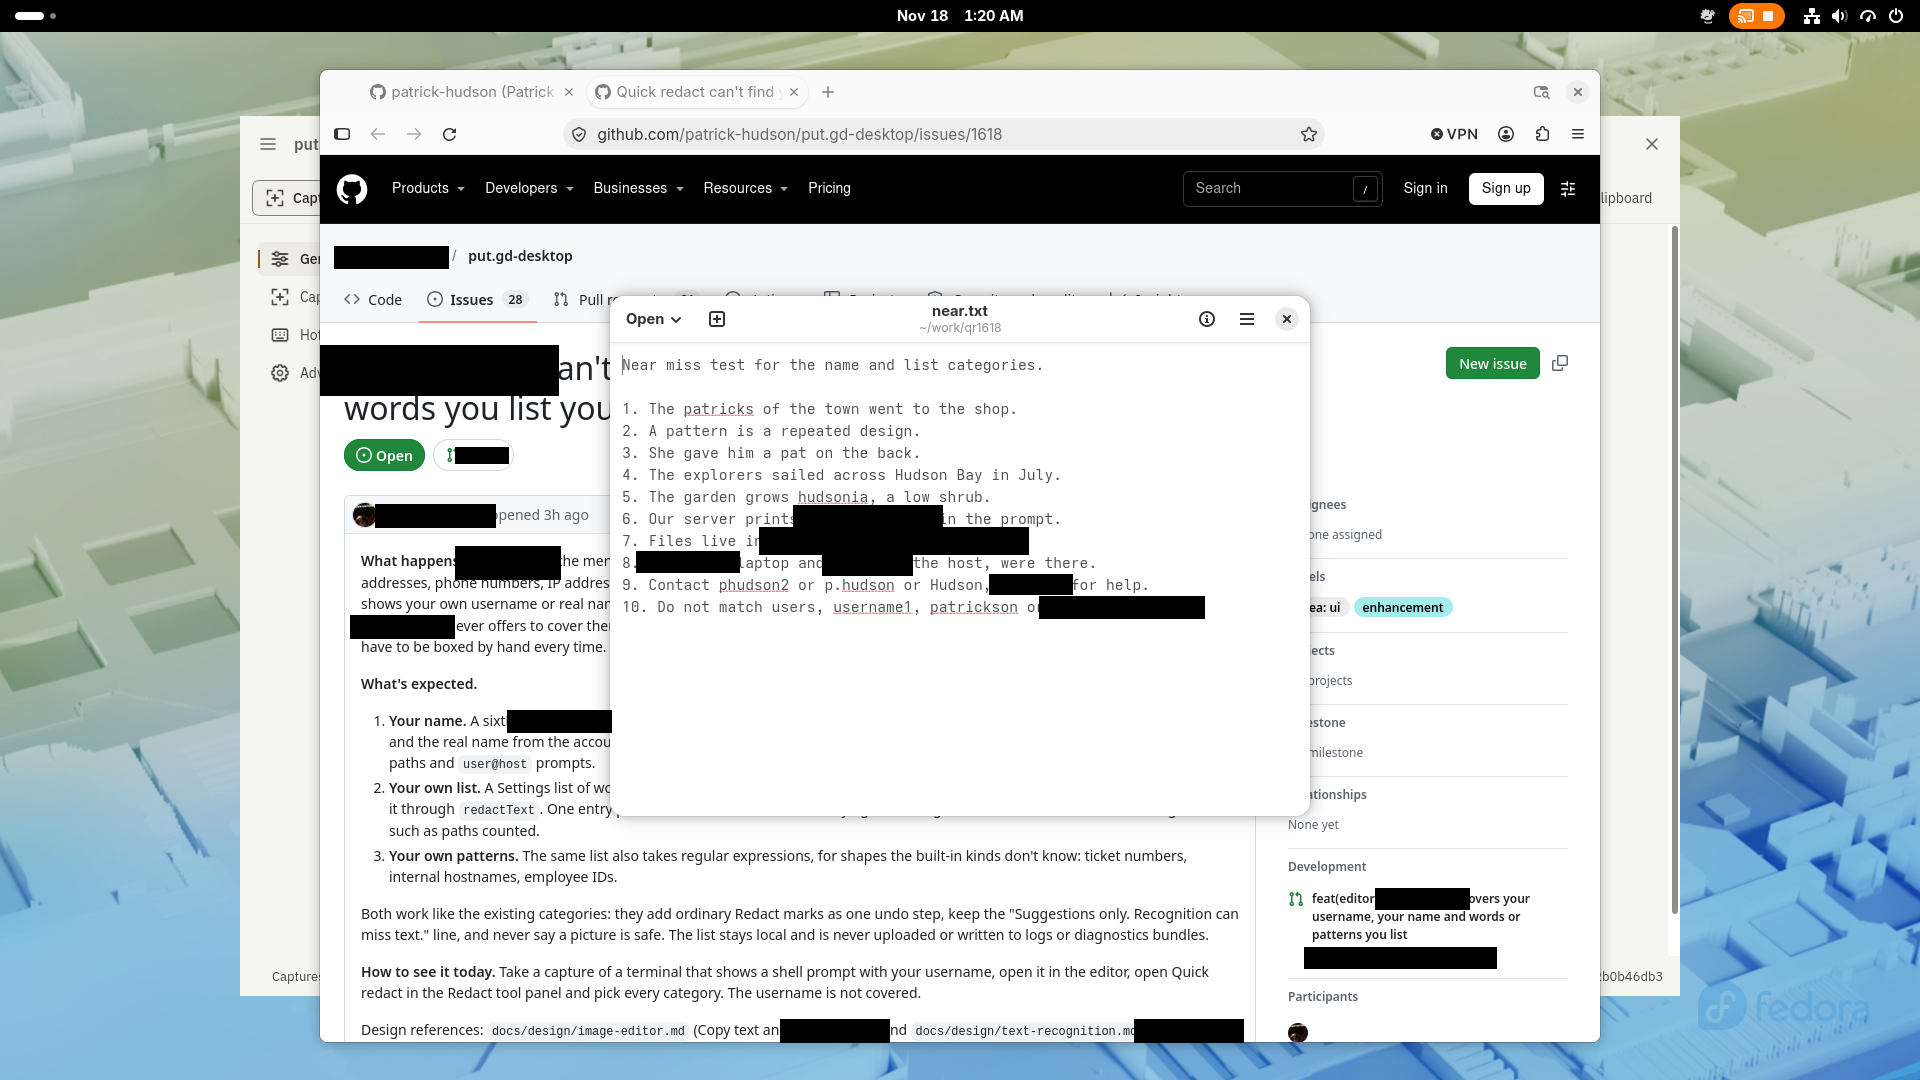 Nov 18 1:20 AM
patrick-hudson (Patrick
Quick redact can't find
github.com/patrick-hudson/put.gd-desktop/issues/1618
VPN
put
Products
Developers
Businesses
Resources
Pricing
Search
/
Sign in
Sign up
lipboard
/ put.gd-desktop
Code
Issues 28
an't
words you list you
New issue
Open
pened 3h ago
What happens
the men
shows your own username or real nam
ever offers to cover the
have to be boxed by hand every time.
What's expected.
1. Your name. A sixt
and the real name from the accou
paths and user@host prompts.
2. Your own list. A Settings list of wo
it through redactText. One entry
such as paths counted.
3. Your own patterns. The same list also takes regular expressions, for shapes the built-in kinds don't know: ticket numbers,
internal hostnames, employee IDs.
Both work like the existing categories: they add ordinary Redact marks as one undo step, keep the "Suggestions only. Recognition can
miss text." line, and never say a picture is safe. The list stays local and is never uploaded or written to logs or diagnostics bundles.
How to see it today. Take a capture of a terminal that shows a shell prompt with your username, open it in the editor, open Quick
redact in the Redact tool panel and pick every category. The username is not covered.
Design references: docs/design/image-editor.md (Copy text an
nd docs/design/text-recognition.md
Open
near.txt
~/work/qr1618
Near miss test for the name and list categories.
1. The patricks of the town went to the shop.
2. A pattern is a repeated design.
3. She gave him a pat on the back.
4. The explorers sailed across Hudson Bay in July.
5. The garden grows hudsonia, a low shrub.
6. Our server prints in the prompt.
7. Files live in
8. laptop and the host, were there.
9. Contact phudson2 or p.hudson or Hudson, for help.
10. Do not match users, username1, patrickson or
gnees
one assigned
els
ea: ui
enhancement
ects
projects
estone
milestone
ationships
None yet
Development
feat(editor overs your
username, your name and words or
patterns you list
Participants
Captures
2b0b46db3
fedora